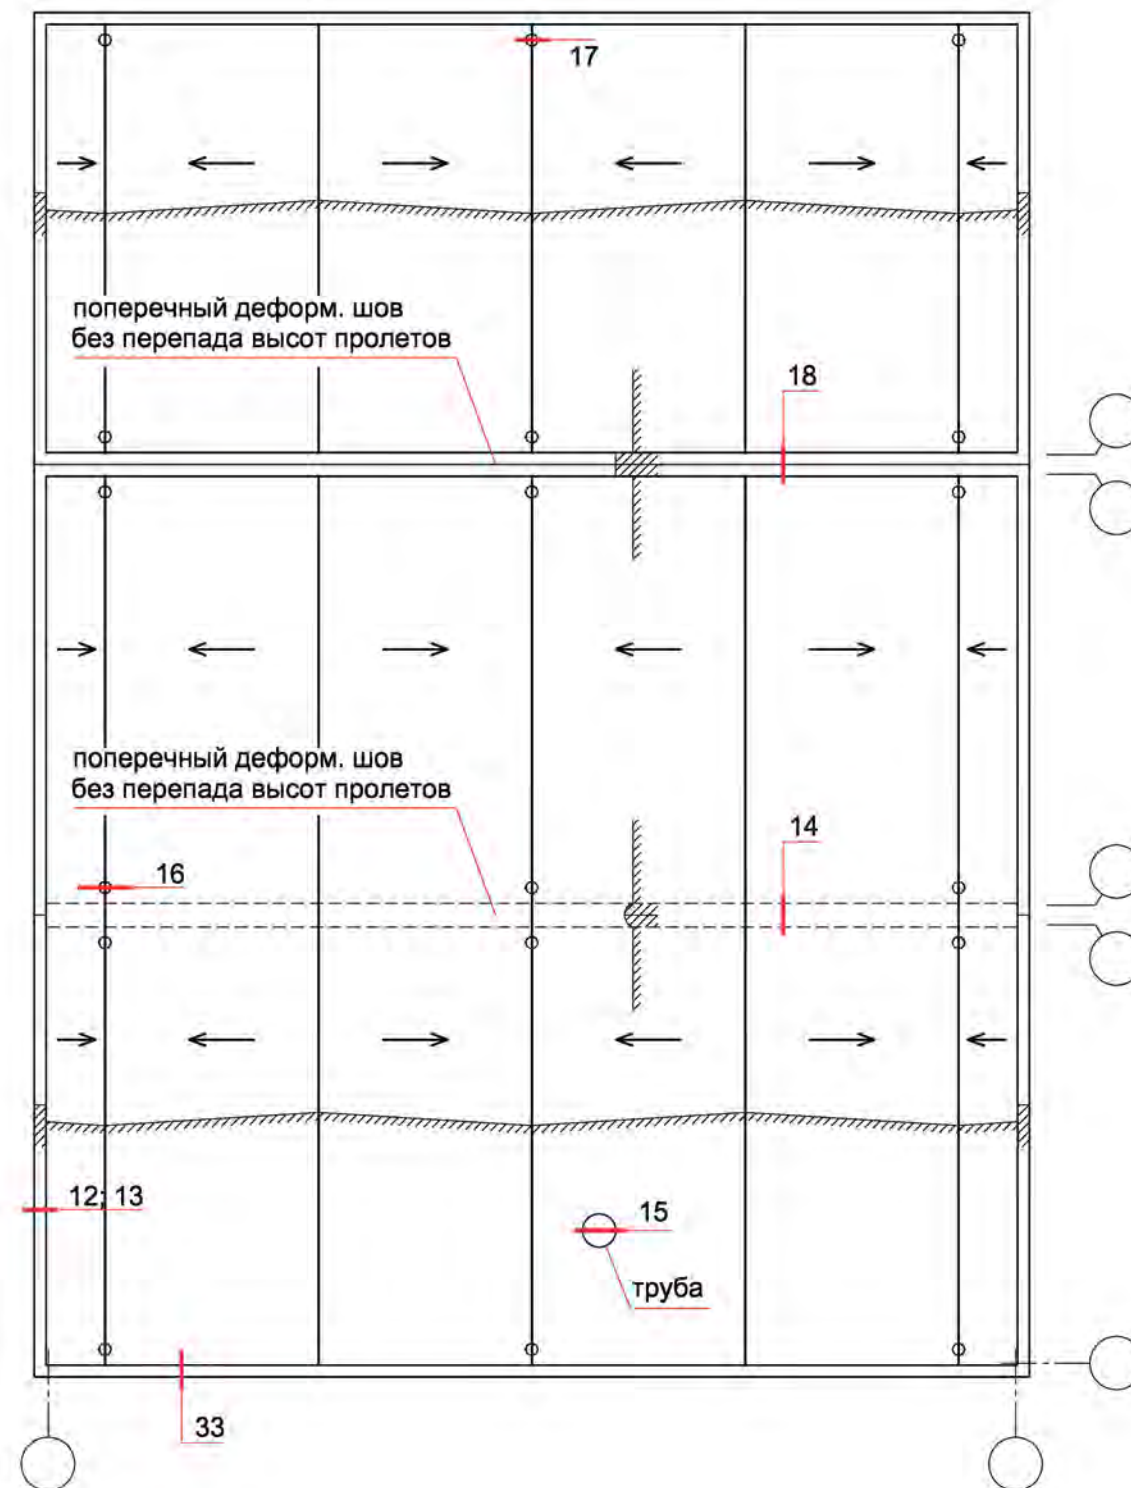 17
поперечный деформ. шов
без перепада высот пролетов
18
поперечный деформ. шов
без перепада высот пролетов
14
16
12; 13
15
труба
33